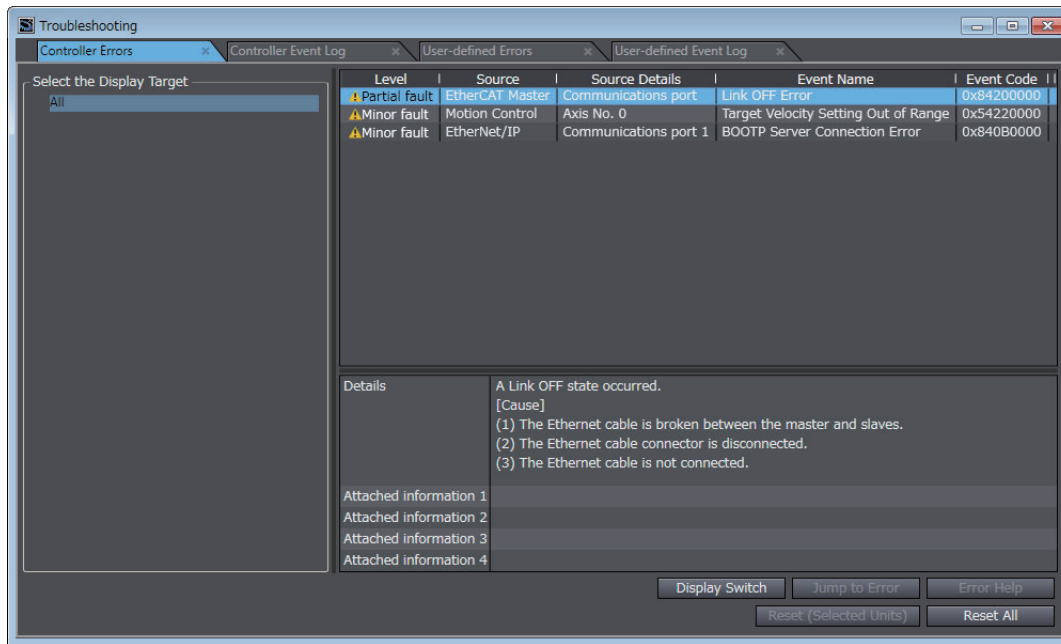 Troubleshooting
Controller Errors Controller Event Log User-defined Errors User-defined Event Log
Select the Display Target
All
Level Source Source Details Event Name Event Code
Partial fault EtherCAT Master Communications port Link OFF Error 0x84200000
Minor fault Motion Control Axis No. 0 Target Velocity Setting Out of Range 0x54220000
Minor fault EtherNet/IP Communications port 1 BOOTP Server Connection Error 0x840B0000
Details A Link OFF state occurred.
[Cause]
(1) The Ethernet cable is broken between the master and slaves.
(2) The Ethernet cable connector is disconnected.
(3) The Ethernet cable is not connected.
Attached information 1
Attached information 2
Attached information 3
Attached information 4
Display Switch Jump to Error Error Help
Reset (Selected Units) Reset All